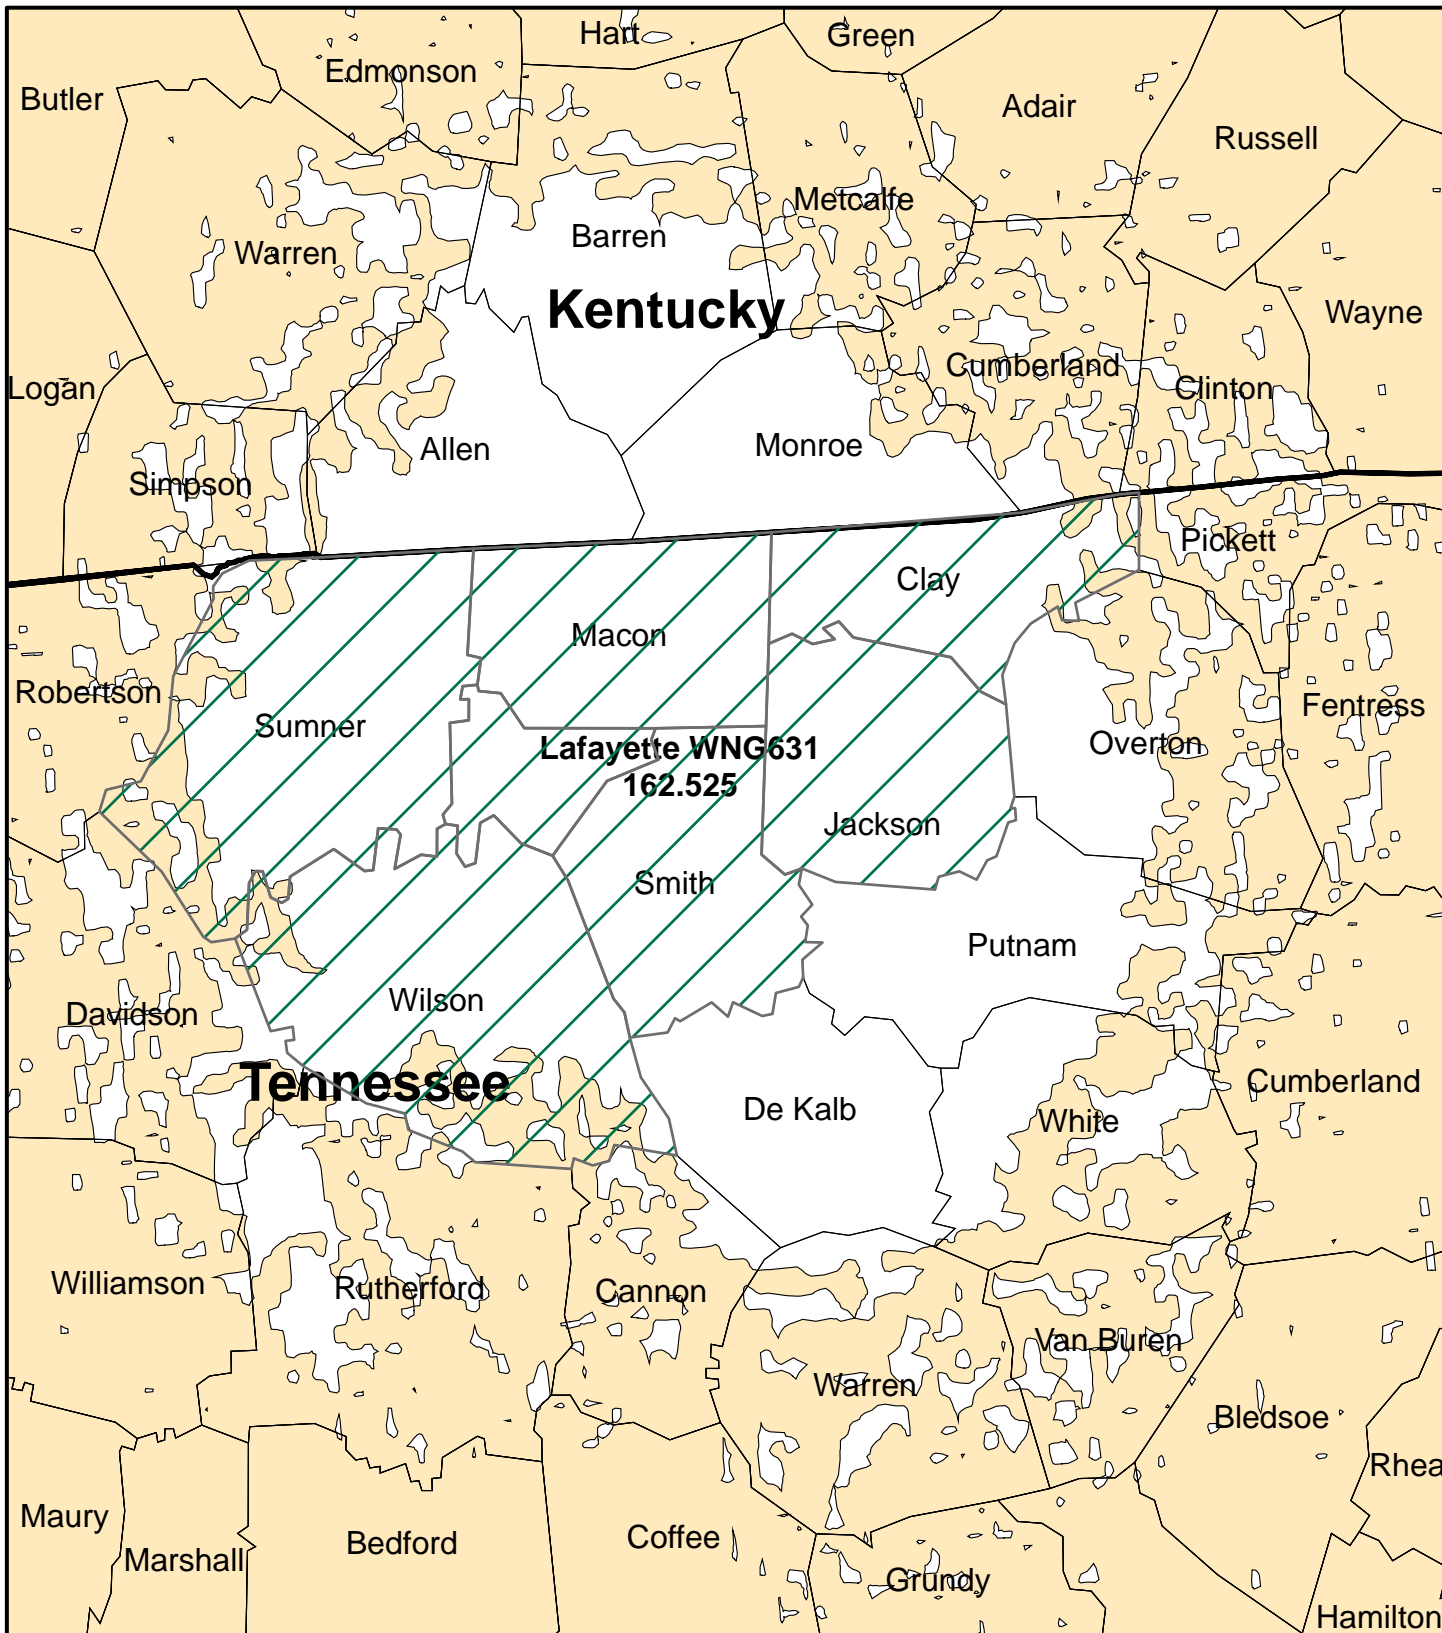 Hart
Green
Edmonson
Butler
Adair
Russell
Metcalfe
Barren
Warren
Kentucky
Wayne
Cumberland
Logan
Clinton
Monroe
Allen
Simpson
Pickett
Clay
Macon
Robertson
Fentress
Sumner
Overton
Lafayette WNG631
162.525
Jackson
Smith
Putnam
Wilson
Davidson
Tennessee
Cumberland
De Kalb
White
Williamson
Rutherford
Cannon
Van Buren
Warren
Bledsoe
Rhea
Maury
Coffee
Bedford
Marshall
Grundy
Hamilton